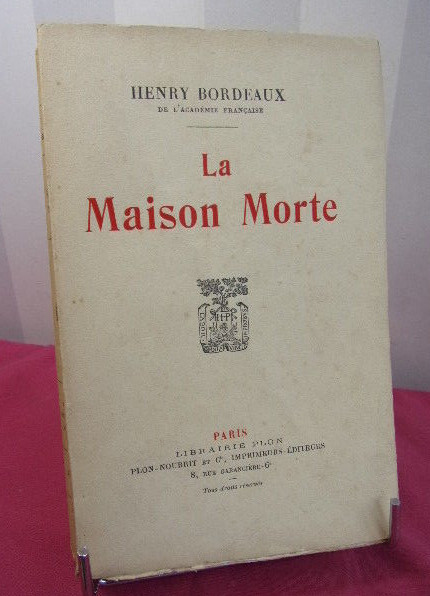 HENRY BORDEAUX
DE L'ACADÉMIE FRANÇAISE
La
Maison Morte
PARIS
LIBRAIRIE PLON
PLON-NOURRIT ET Cie, IMPRIMEURS-ÉDITEURS
8, RUE GARANCIÈRE-6e
Tous droits réservés